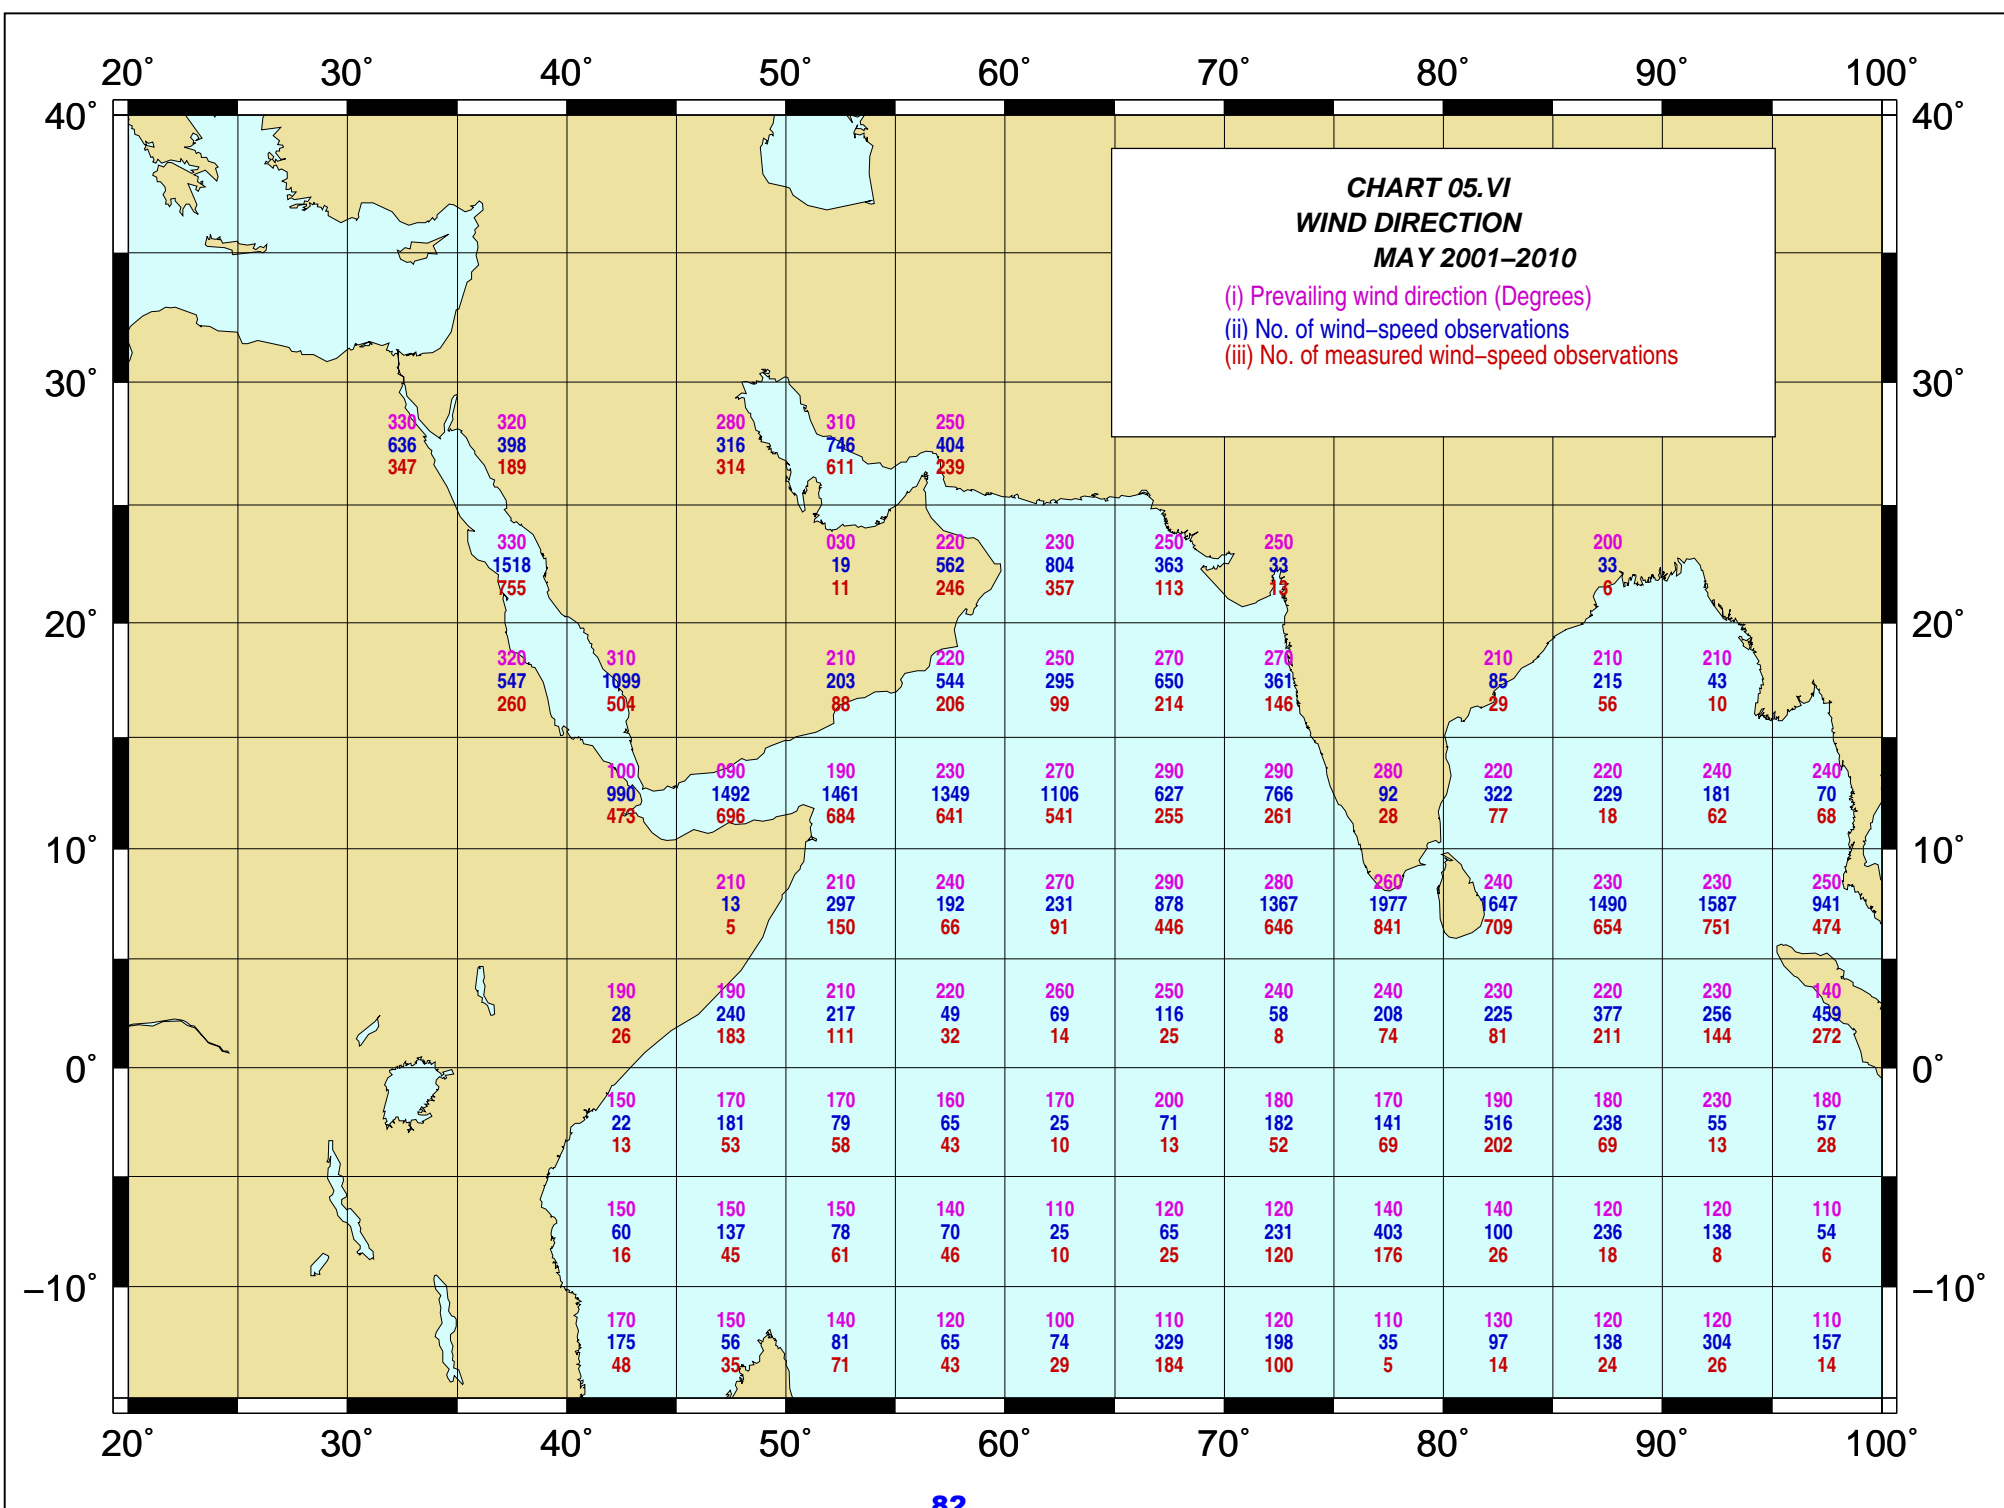 20° 30° 40° 50° 60° 70° 80° 90° 100°
40° 40°
CHART 05.VI
WIND DIRECTION
MAY 2001–2010
(i) Prevailing wind direction (Degrees)
(ii) No. of wind–speed observations
(iii) No. of measured wind–speed observations
30° 30°
330 320 280 310 250
636 398 316 746 404
347 189 314 611 239
330 030 220 230 250 250 200
1518 19 562 804 363 33 33
755 11 246 357 113 13 6
20° 20°
320 310 210 220 250 270 270 210 210 210
547 1099 203 544 295 650 361 85 215 43
260 504 88 206 99 214 146 29 56 10
100 090 190 230 270 290 290 280 220 220 240 240
990 1492 1461 1349 1106 627 766 92 322 229 181 70
473 696 684 641 541 255 261 28 77 18 62 68
10° 10°
210 210 240 270 290 280 260 240 230 230 250
13 297 192 231 878 1367 1977 1647 1490 1587 941
5 150 66 91 446 646 841 709 654 751 474
190 190 210 220 260 250 240 240 230 220 230 140
28 240 217 49 69 116 58 208 225 377 256 459
26 183 111 32 14 25 8 74 81 211 144 272
0° 0°
150 170 170 160 170 200 180 170 190 180 230 180
22 181 79 65 25 71 182 141 516 238 55 57
13 53 58 43 10 13 52 69 202 69 13 28
150 150 150 140 110 120 120 140 140 120 120 110
60 137 78 70 25 65 231 403 100 236 138 54
16 45 61 46 10 25 120 176 26 18 8 6
–10° –10°
170 150 140 120 100 110 120 110 130 120 120 110
175 56 81 65 74 329 198 35 97 138 304 157
48 35 71 43 29 184 100 5 14 24 26 14
20° 30° 40° 50° 60° 70° 80° 90° 100°
82